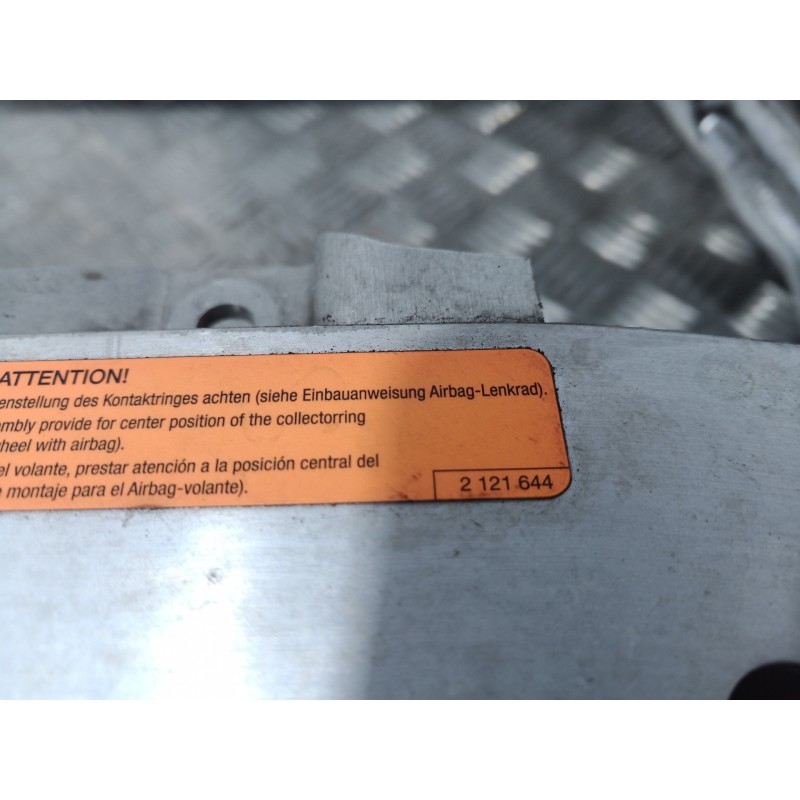 ATTENTION!
enstellung des Kontaktringes achten (siehe Einbauanweisung Airbag-Lenkrad).
mbly provide for center position of the collectorring
heel with airbag).
el volante, prestar atención a la posición central del
e montaje para el Airbag-volante).
2 121 644